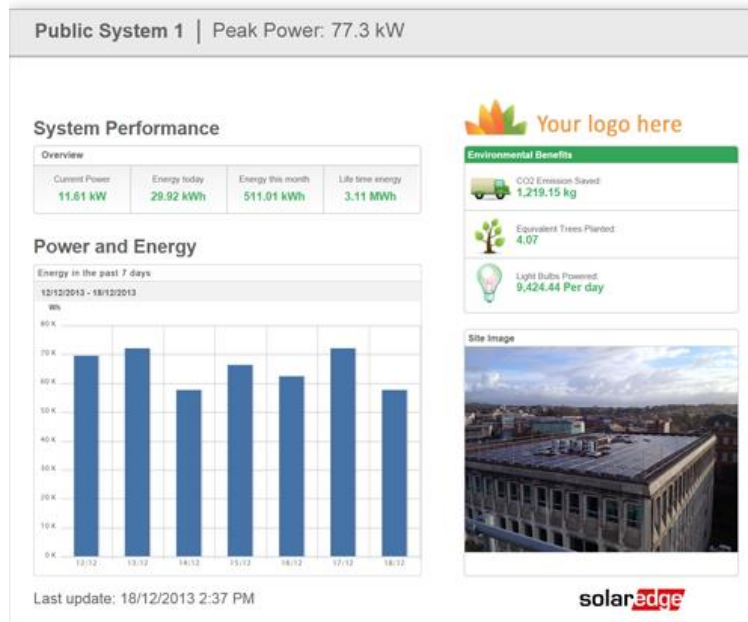 Public System 1 | Peak Power: 77.3 kW
Your logo here
System Performance
Overview
Current Power
11.61 kW
Energy today
29.92 kWh
Energy this month
511.01 kWh
Life time energy
3.11 MWh
Environmental Benefits
CO2 Emission Saved:
1,219.15 kg
Equivalent Trees Planted:
4.07
Light Bulbs Powered:
9,424.44 Per day
Power and Energy
Energy in the past 7 days
12/12/2013 - 18/12/2013
Wh
80 K
70 K
60 K
50 K
40 K
30 K
20 K
10 K
0 K
12/12 13/12 14/12 15/12 16/12 17/12 18/12
Site Image
Last update: 18/12/2013 2:37 PM
solaredge